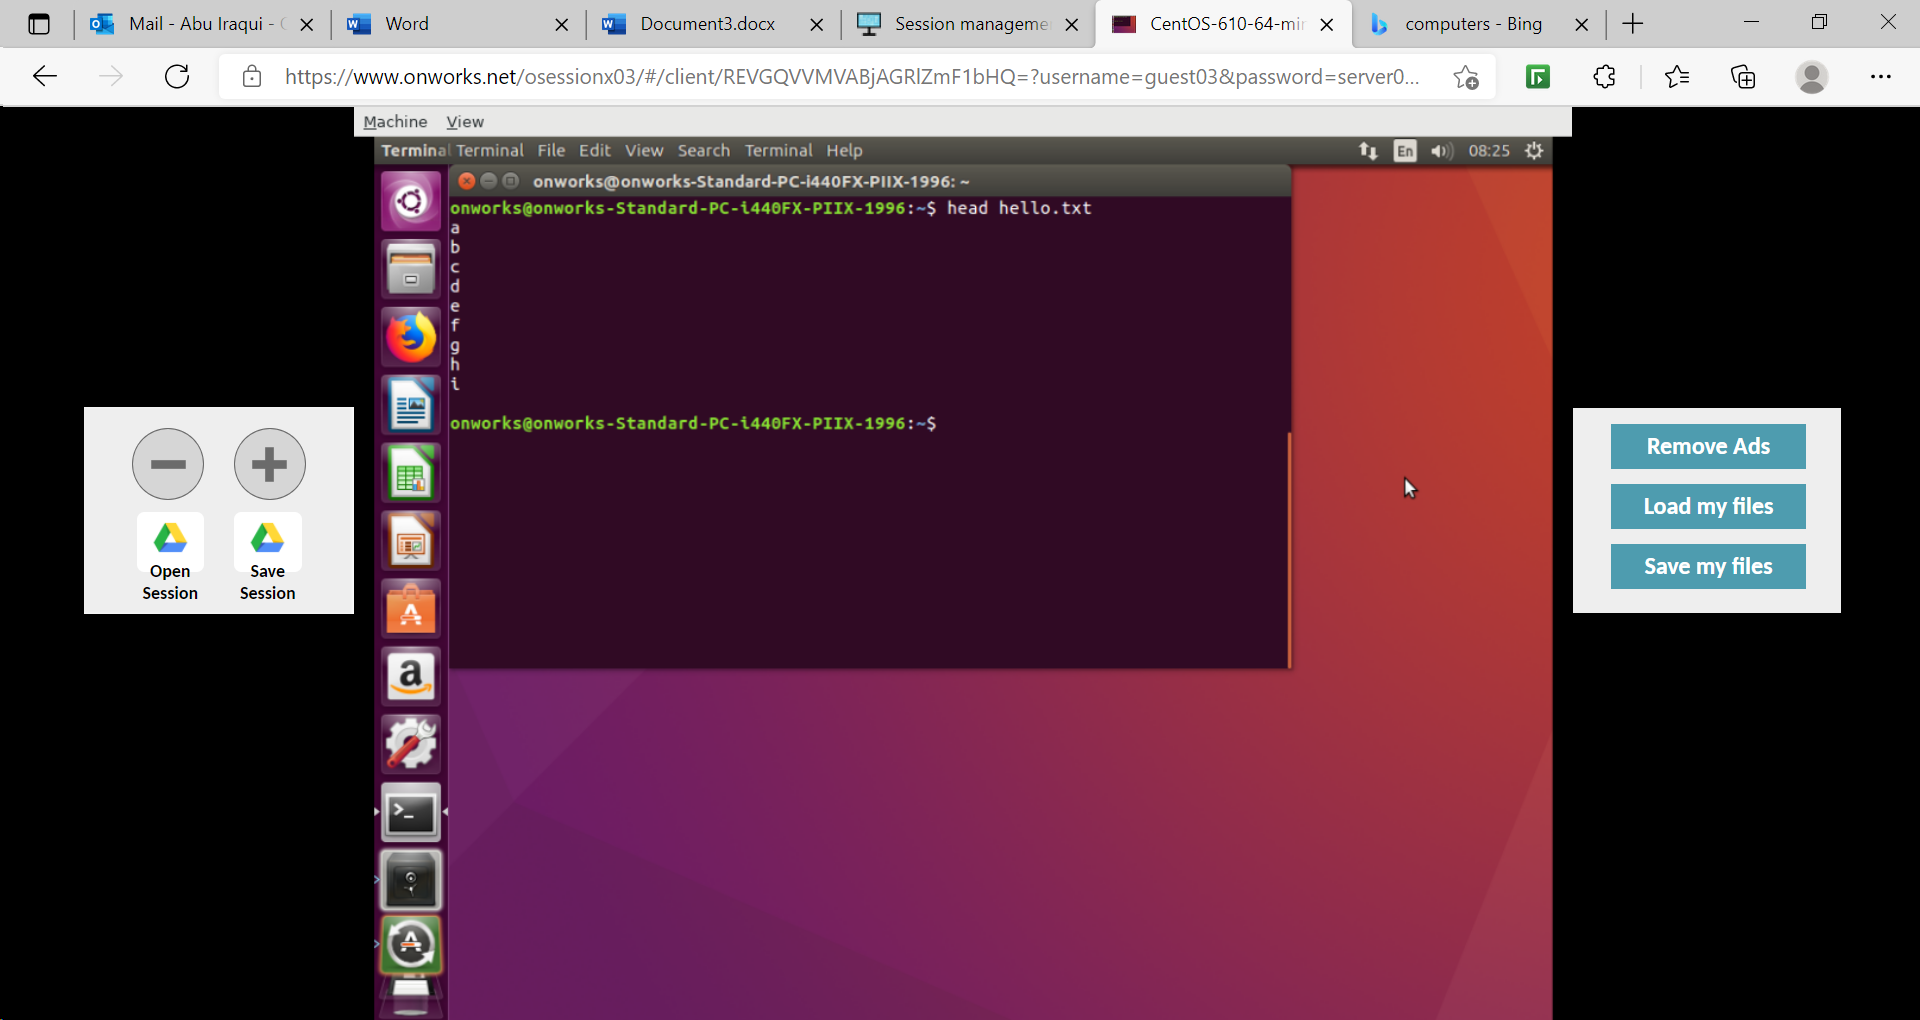 Mail - Abu Iraqui -
Word
Document3.docx
Session manageme
CentOS-610-64-mir
computers - Bing
https://www.onworks.net/osessionx03/#/client/REVGQVVMVABjAGRlZmF1bHQ=?username=guest03&password=server0...
Machine View
Terminal Terminal File Edit View Search Terminal Help
En 08:25
onworks@onworks-Standard-PC-i440FX-PIIX-1996: ~
onworks@onworks-Standard-PC-i440FX-PIIX-1996:~$ head hello.txt
a
b
c
d
e
f
g
h
i
onworks@onworks-Standard-PC-i440FX-PIIX-1996:~$
Open Session
Save Session
Remove Ads
Load my files
Save my files